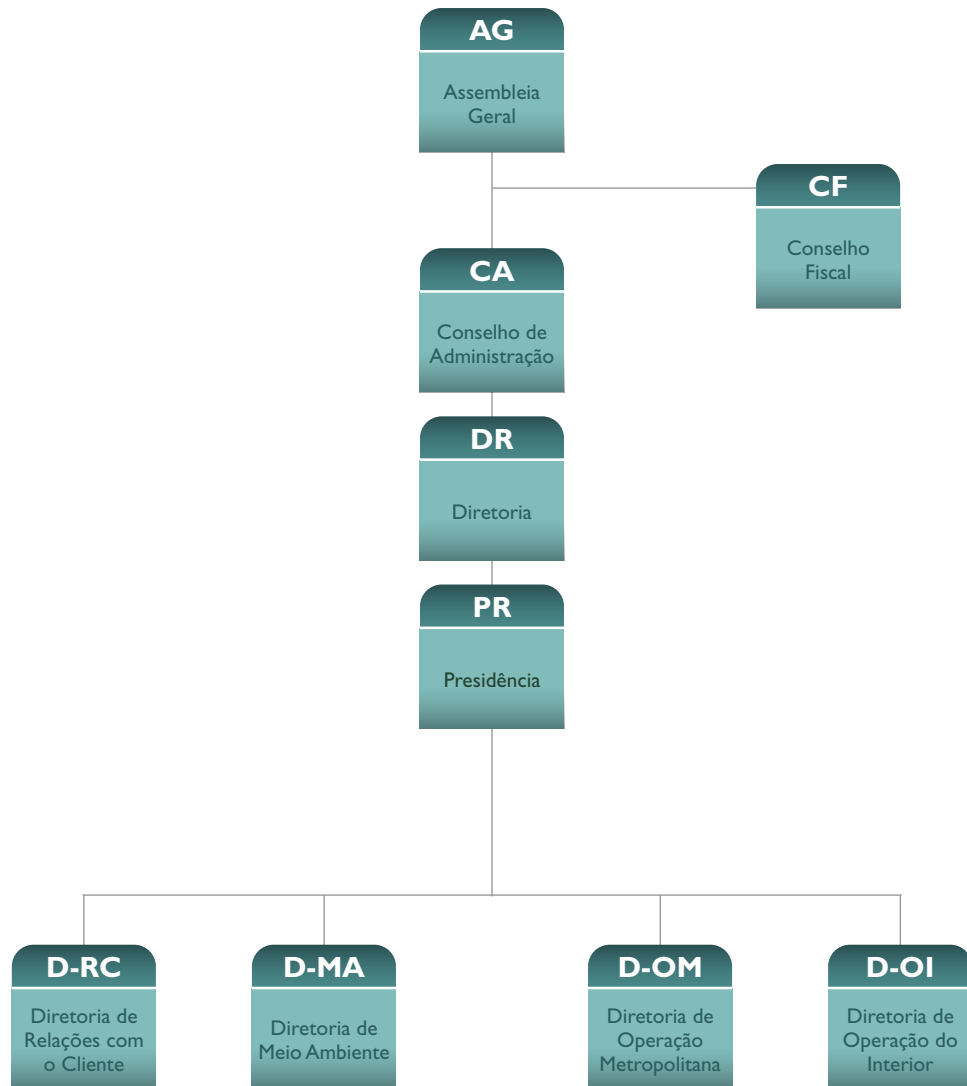 AG
Assembleia
Geral
CF
Conselho
Fiscal
CA
Conselho de
Administração
DR
Diretoria
PR
Presidência
D-RC
Diretoria de
Relações com
o Cliente
D-MA
Diretoria de
Meio Ambiente
D-OM
Diretoria de
Operação
Metropolitana
D-OI
Diretoria de
Operação do
Interior